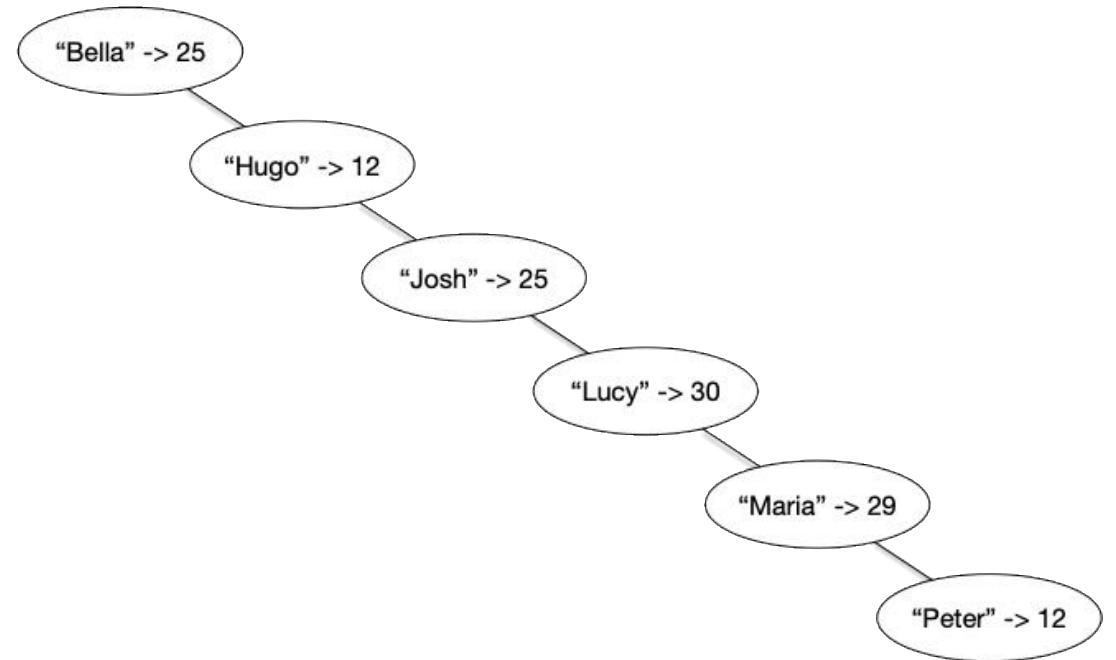 “Bella” -> 25
“Hugo” -> 12
“Josh” -> 25
“Lucy” -> 30
“Maria” -> 29
“Peter” -> 12